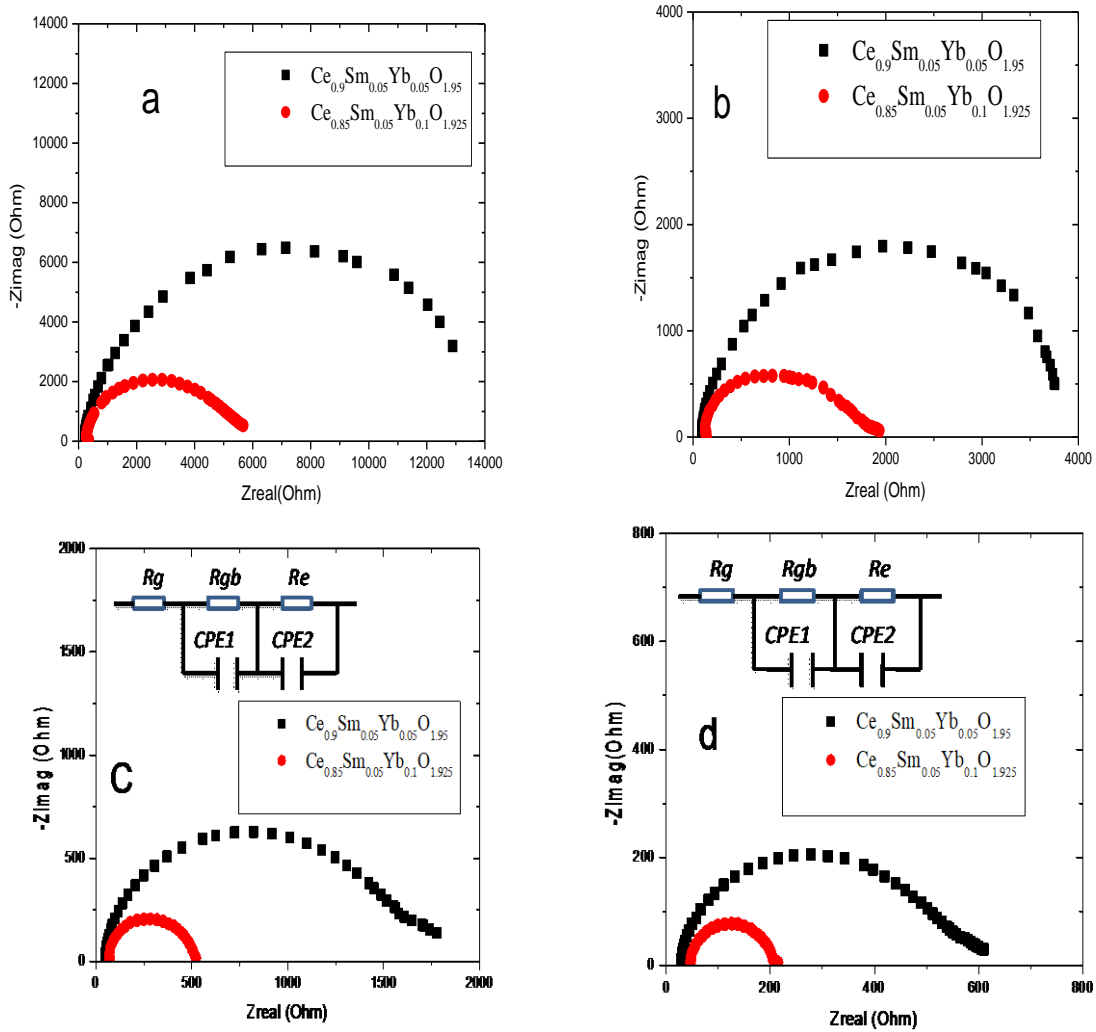 a
Ce0.9Sm0.05Yb0.05O1.95
Ce0.85Sm0.05Yb0.1O1.925
14000
12000
10000
8000
6000
4000
2000
0
-Zimag (Ohm)
0 2000 4000 6000 8000 10000 12000 14000
Zreal(Ohm)
b
Ce0.9Sm0.05Yb0.05O1.95
Ce0.85Sm0.05Yb0.1O1.925
4000
3000
2000
1000
0
-Zimag (Ohm)
0 1000 2000 3000 4000
Zreal (Ohm)
Rg Rgb Re
CPE1 CPE2
c
Ce0.9Sm0.05Yb0.05O1.95
Ce0.85Sm0.05Yb0.1O1.925
2000
1500
1000
500
0
-Zimag (Ohm)
0 500 1000 1500 2000
Zreal (Ohm)
Rg Rgb Re
CPE1 CPE2
d
Ce0.9Sm0.05Yb0.05O1.95
Ce0.85Sm0.05Yb0.1O1.925
800
600
400
200
0
-Zimag(Ohm)
0 200 400 600 800
Zreal (Ohm)